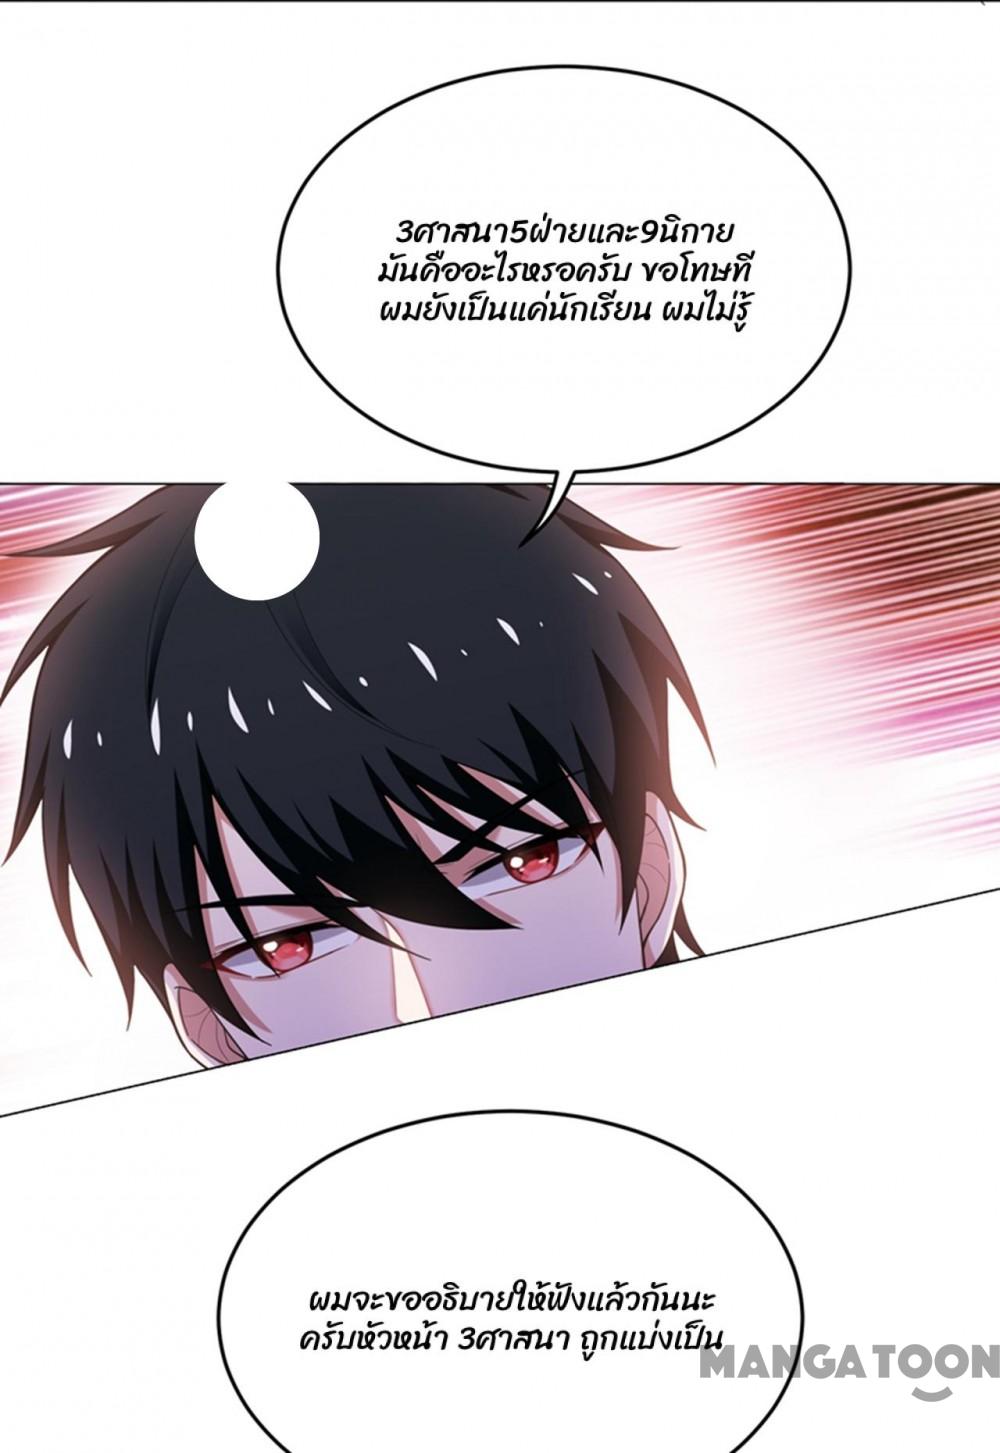 3ศาสนา5ฝ่ายและ9นิกาย
มันคืออะไรหรอครับ ขอโทษที
ผมยังเป็นแค่นักเรียน ผมไม่รู้
ผมจะขออธิบายให้ฟังแล้วกันนะ
ครับหัวหน้า 3ศาสนา ถูกแบ่งเป็น
MANGATOON